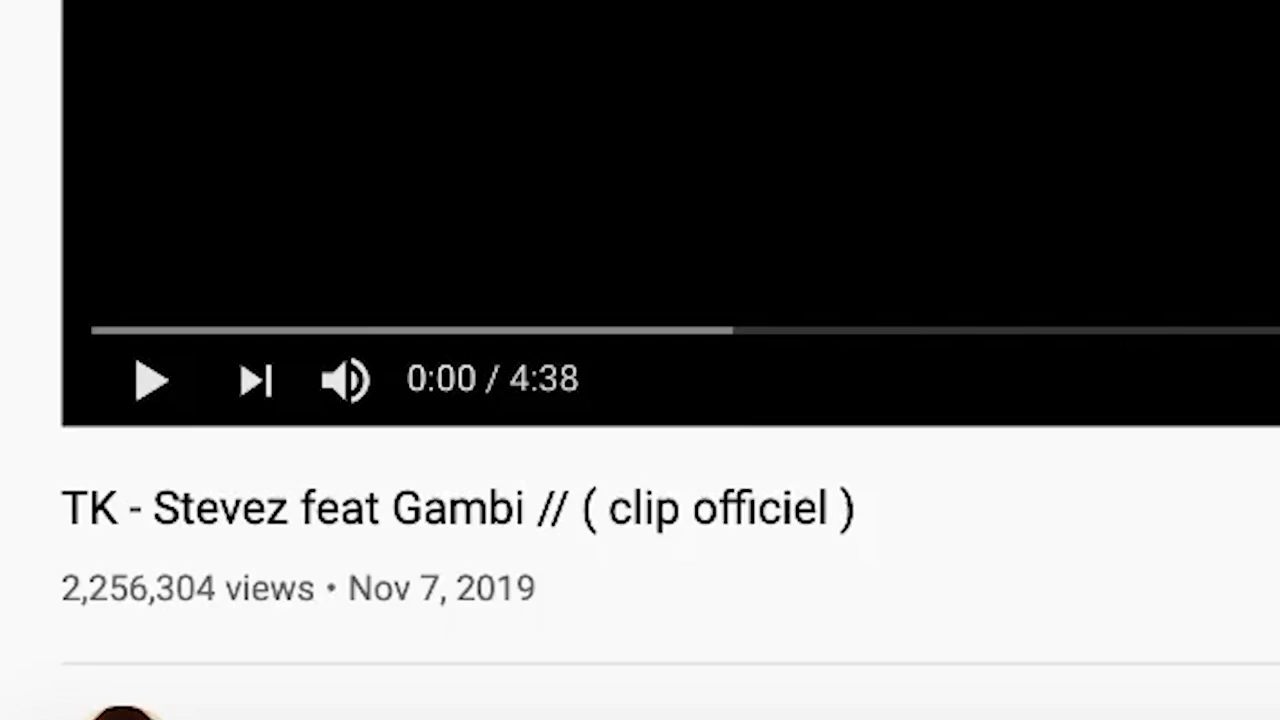 0:00 / 4:38
TK - Stevez feat Gambi // ( clip officiel )
2,256,304 views • Nov 7, 2019